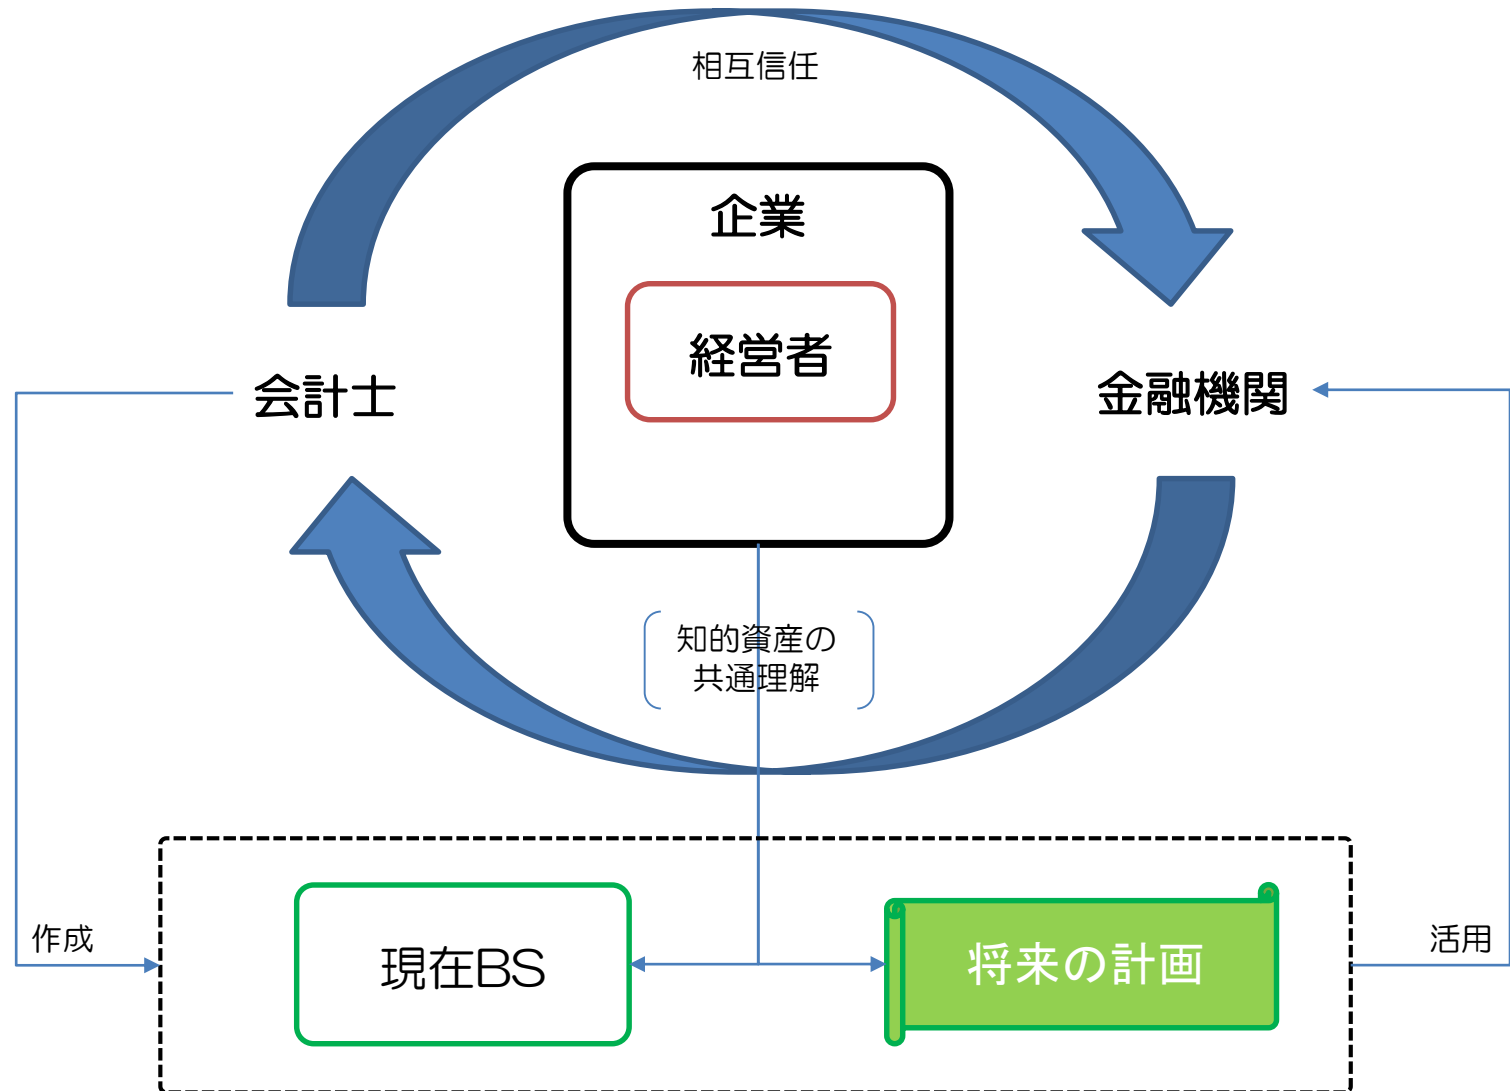 相互信任
企業
経営者
会計士
金融機関
知的資産の
共通理解
作成
活用
現在BS
将来の計画